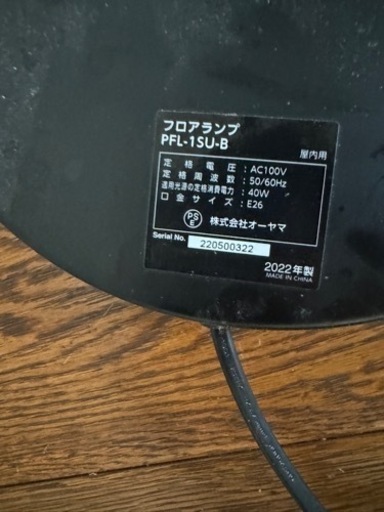 フロアランプ
PFL-1SU-B
屋内用
定格電圧：AC100V
定格周波数：50/60Hz
適用光源の定格消費電力：40W
口金サイズ：E26
PSE
株式会社オーヤマ
Serial No. 220500322
2022年製
MADE IN CHINA